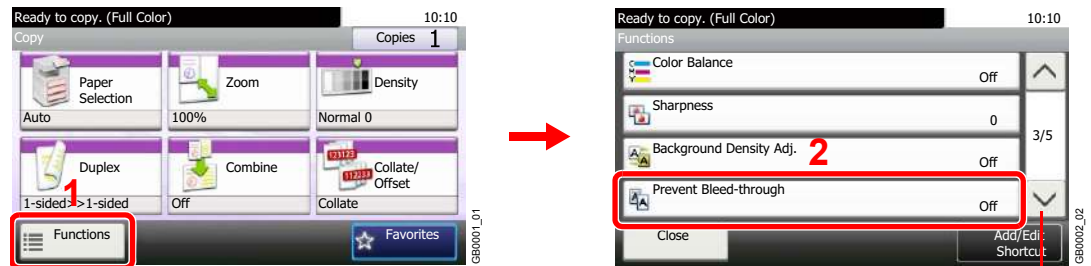 Ready to copy. (Full Color) 10:10
Copy Copies 1
Paper
Selection
Auto
Zoom
100%
Density
Normal 0
Duplex
1-sided>>1-sided
Combine
Off
Collate/
Offset
Collate
1
Functions
Favorites
GB0001_01
Ready to copy. (Full Color) 10:10
Functions
Color Balance
Off
Sharpness
0
3/5
Background Density Adj.
Off
2
Prevent Bleed-through
Off
Close
Add/Edit
Shortcut
GB0002_02